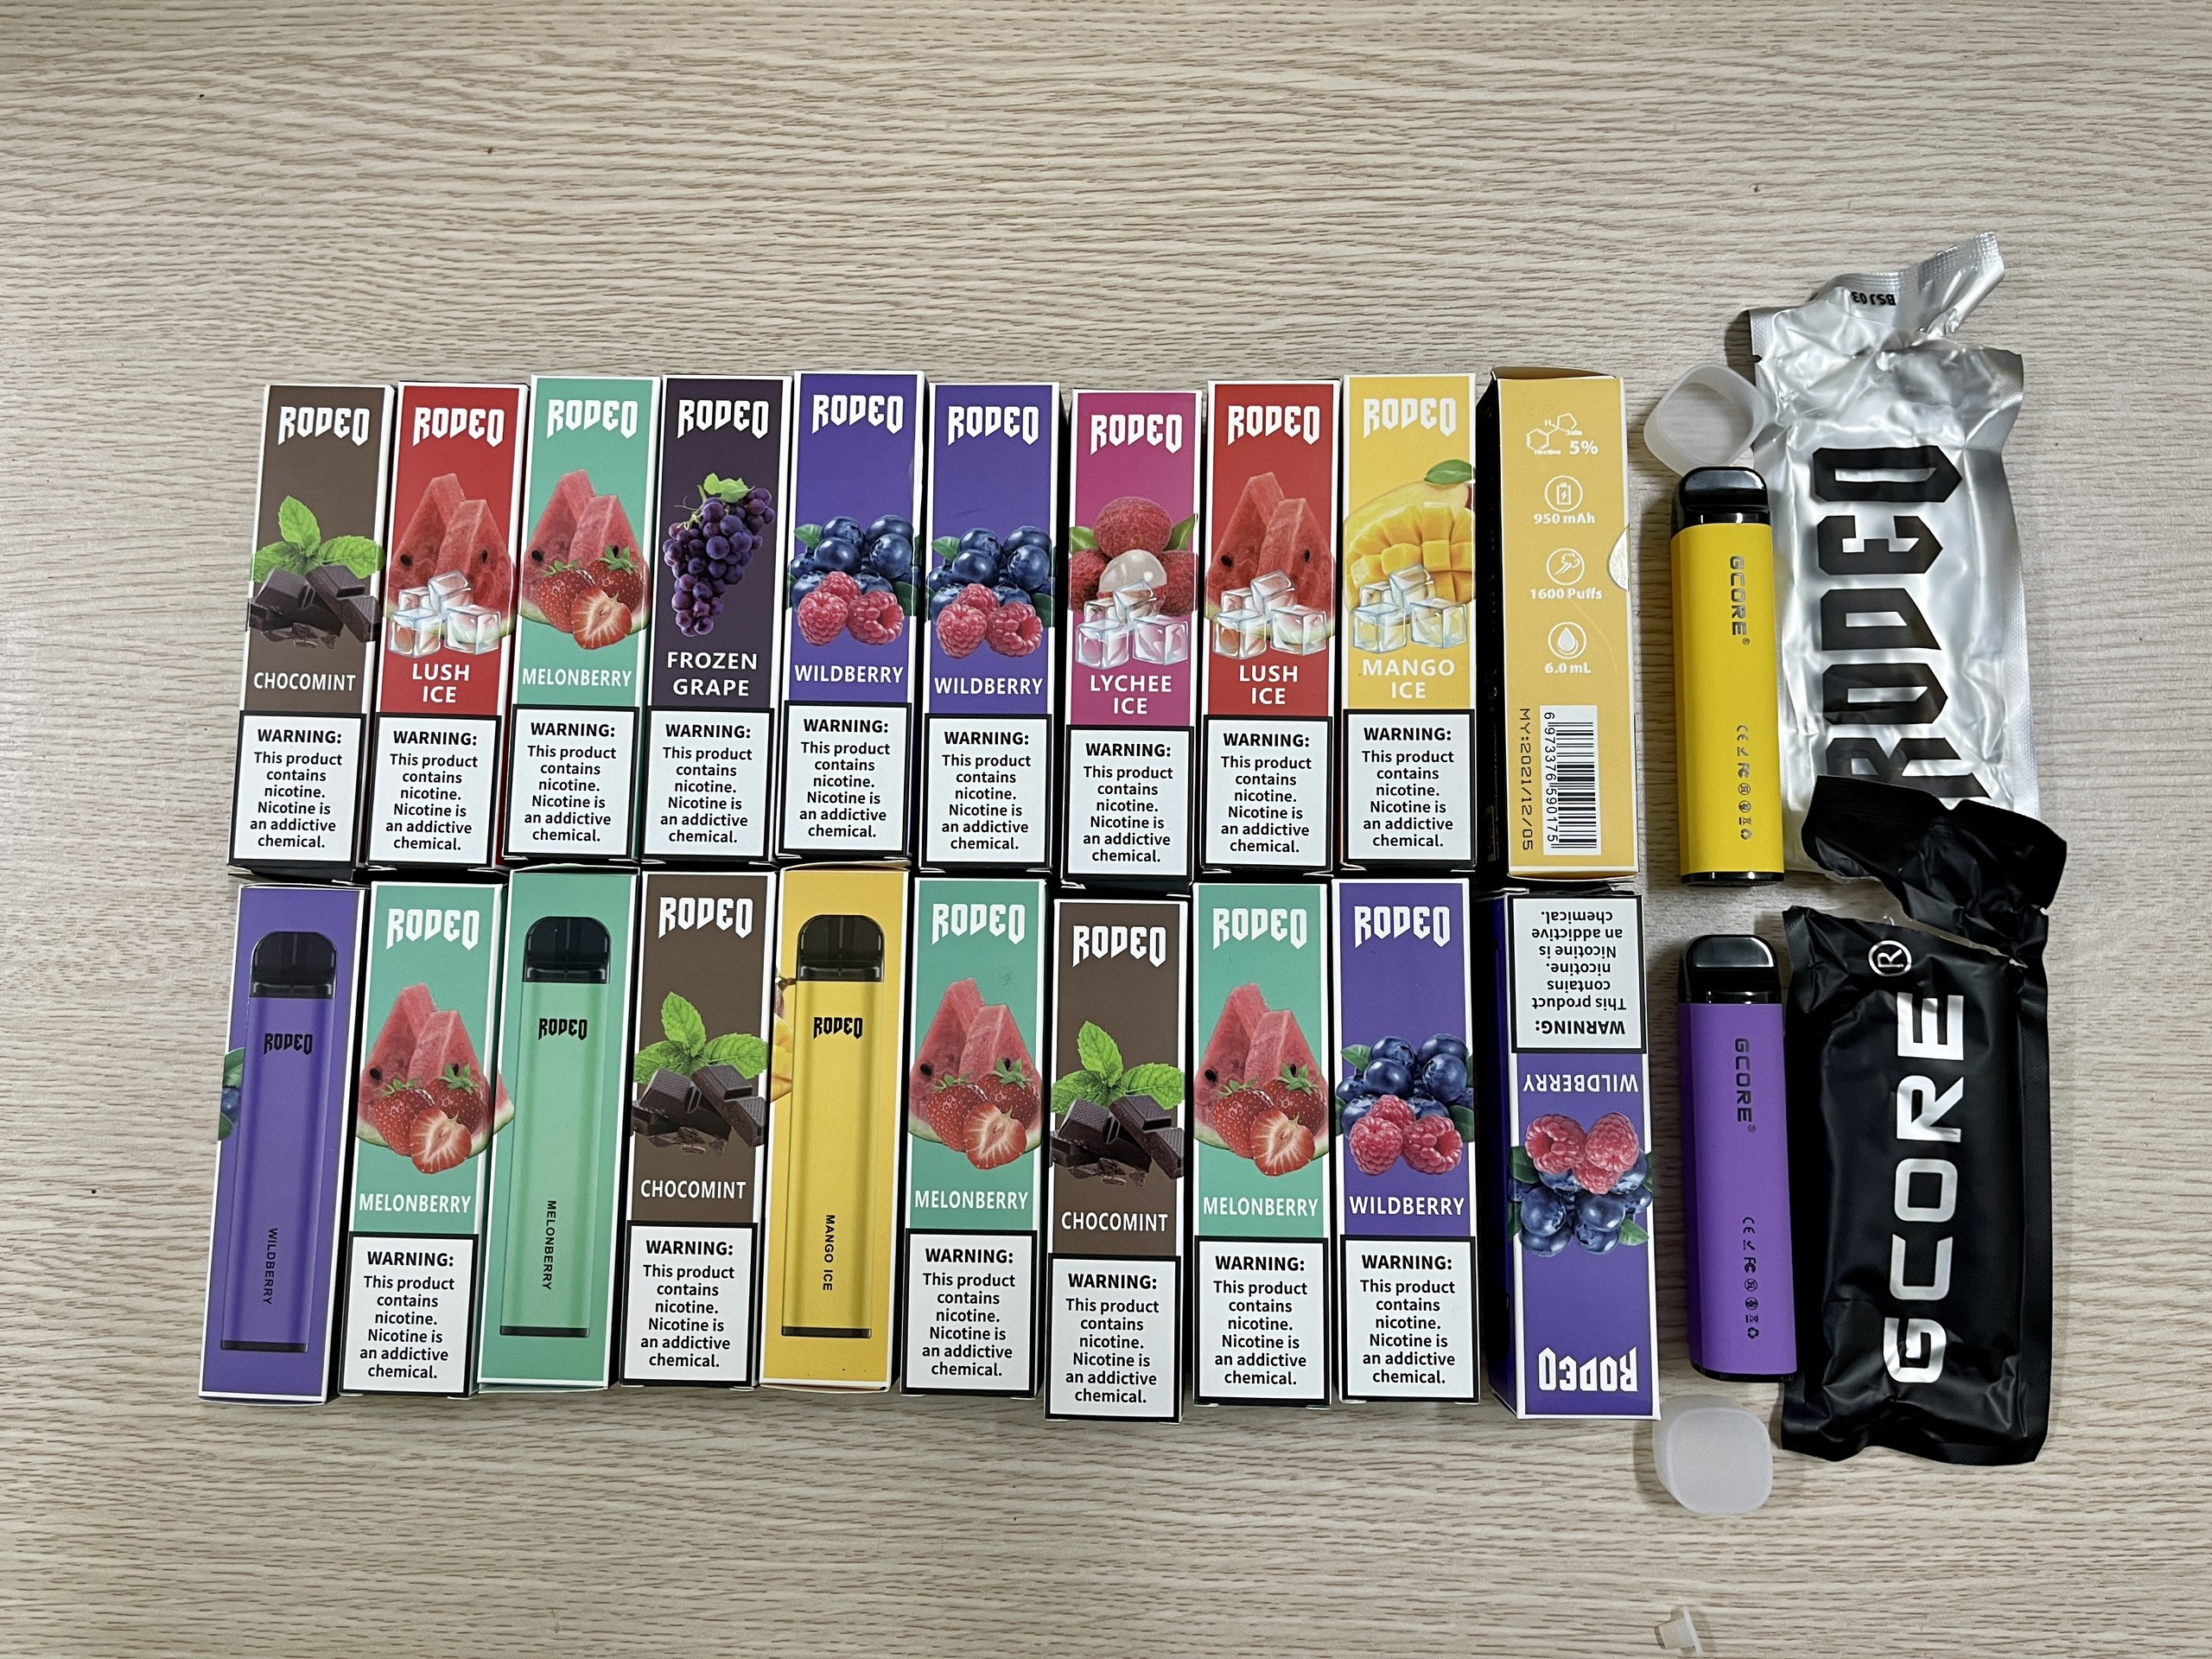 RODEO
CHOCOMINT
WARNING:
This product
contains
nicotine.
Nicotine is
an addictive
chemical.
RODEO
LUSH
ICE
WARNING:
This product
contains
nicotine.
Nicotine is
an addictive
chemical.
RODEO
MELONBERRY
WARNING:
This product
contains
nicotine.
Nicotine is
an addictive
chemical.
RODEO
FROZEN
GRAPE
WARNING:
This product
contains
nicotine.
Nicotine is
an addictive
chemical.
RODEO
WILDBERRY
WARNING:
This product
contains
nicotine.
Nicotine is
an addictive
chemical.
RODEO
WILDBERRY
WARNING:
This product
contains
nicotine.
Nicotine is
an addictive
chemical.
RODEO
LYCHEE
ICE
WARNING:
This product
contains
nicotine.
Nicotine is
an addictive
chemical.
RODEO
LUSH
ICE
WARNING:
This product
contains
nicotine.
Nicotine is
an addictive
chemical.
RODEO
MANGO
ICE
WARNING:
This product
contains
nicotine.
Nicotine is
an addictive
chemical.
Nicotine Salts 5%
950 mAh
1600 Puffs
6.0 mL
6973376590175
MY:2021/12/05
GCORE®
BSJ03
RODEO
RODEO
WILDBERRY
RODEO
MELONBERRY
WARNING:
This product
contains
nicotine.
Nicotine is
an addictive
chemical.
RODEO
MELONBERRY
RODEO
CHOCOMINT
WARNING:
This product
contains
nicotine.
Nicotine is
an addictive
chemical.
RODEO
MANGO ICE
RODEO
MELONBERRY
WARNING:
This product
contains
nicotine.
Nicotine is
an addictive
chemical.
RODEO
CHOCOMINT
WARNING:
This product
contains
nicotine.
Nicotine is
an addictive
chemical.
RODEO
MELONBERRY
WARNING:
This product
contains
nicotine.
Nicotine is
an addictive
chemical.
RODEO
WILDBERRY
WARNING:
This product
contains
nicotine.
Nicotine is
an addictive
chemical.
RODEO
WILDBERRY
WARNING:
This product
contains
nicotine.
Nicotine is
an addictive
chemical.
GCORE®
GCORE®